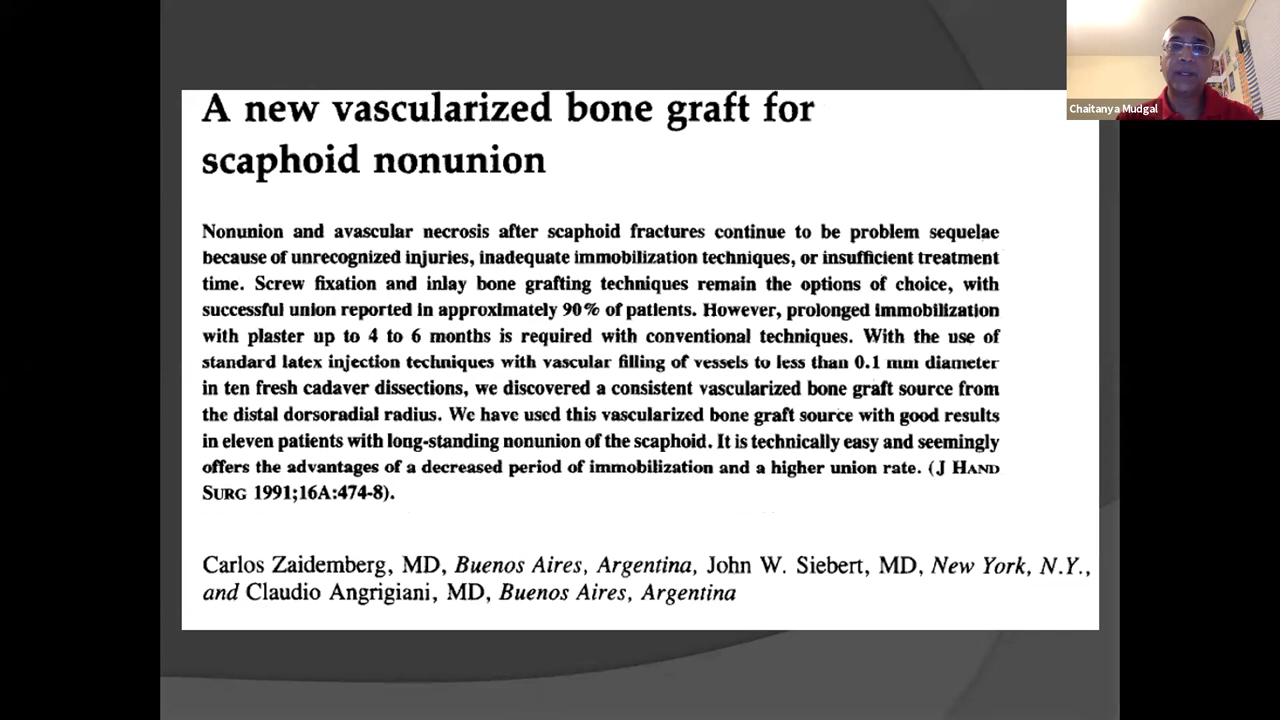 A new vascularized bone graft for
scaphoid nonunion
Nonunion and avascular necrosis after scaphoid fractures continue to be problem sequelae
because of unrecognized injuries, inadequate immobilization techniques, or insufficient treatment
time. Screw fixation and inlay bone grafting techniques remain the options of choice, with
successful union reported in approximately 90% of patients. However, prolonged immobilization
with plaster up to 4 to 6 months is required with conventional techniques. With the use of
standard latex injection techniques with vascular filling of vessels to less than 0.1 mm diameter
in ten fresh cadaver dissections, we discovered a consistent vascularized bone graft source from
the distal dorsoradial radius. We have used this vascularized bone graft source with good results
in eleven patients with long-standing nonunion of the scaphoid. It is technically easy and seemingly
offers the advantages of a decreased period of immobilization and a higher union rate. (J HAND
SURG 1991;16A:474-8).
Carlos Zaidemberg, MD, Buenos Aires, Argentina, John W. Siebert, MD, New York, N.Y.,
and Claudio Angrigiani, MD, Buenos Aires, Argentina
Chaitanya Mudgal